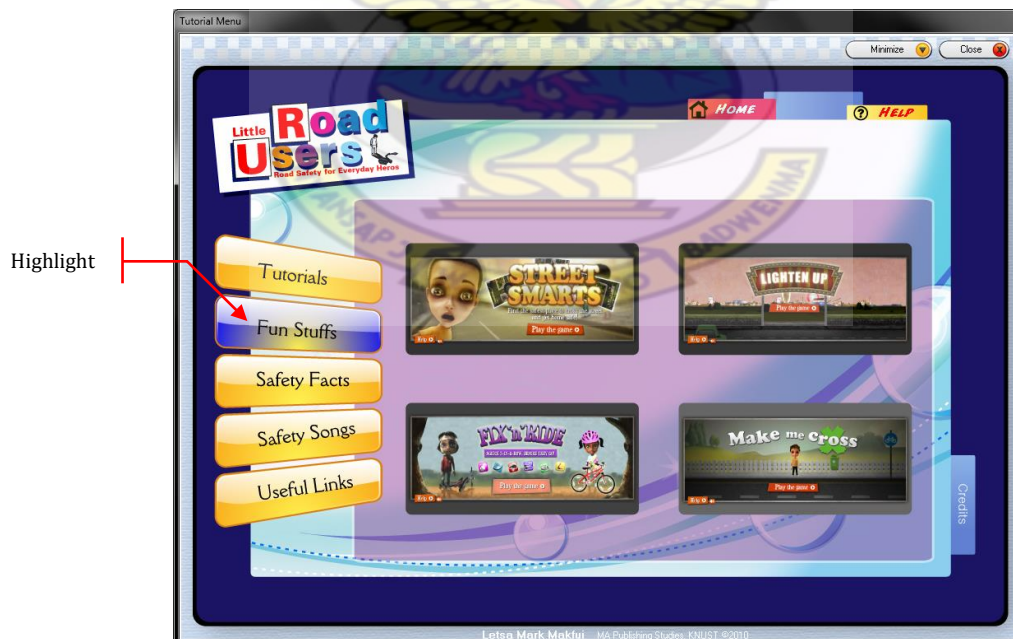 Tutorial Menu
Minimize
Close
HOME
HELP
Little Road
Users
Road Safety for Everyday Heros
Highlight
Tutorials
Fun Stuffs
Safety Facts
Safety Songs
Useful Links
STREET
SMARTS
Play the game
LIGHTEN UP
Play the game
FIX 'n' RIDE
Play the game
Make me cross
Play the game
Credits
BADWENMA
Letsa Mark Makfui MA Publishing Studies, KNUST ©2010